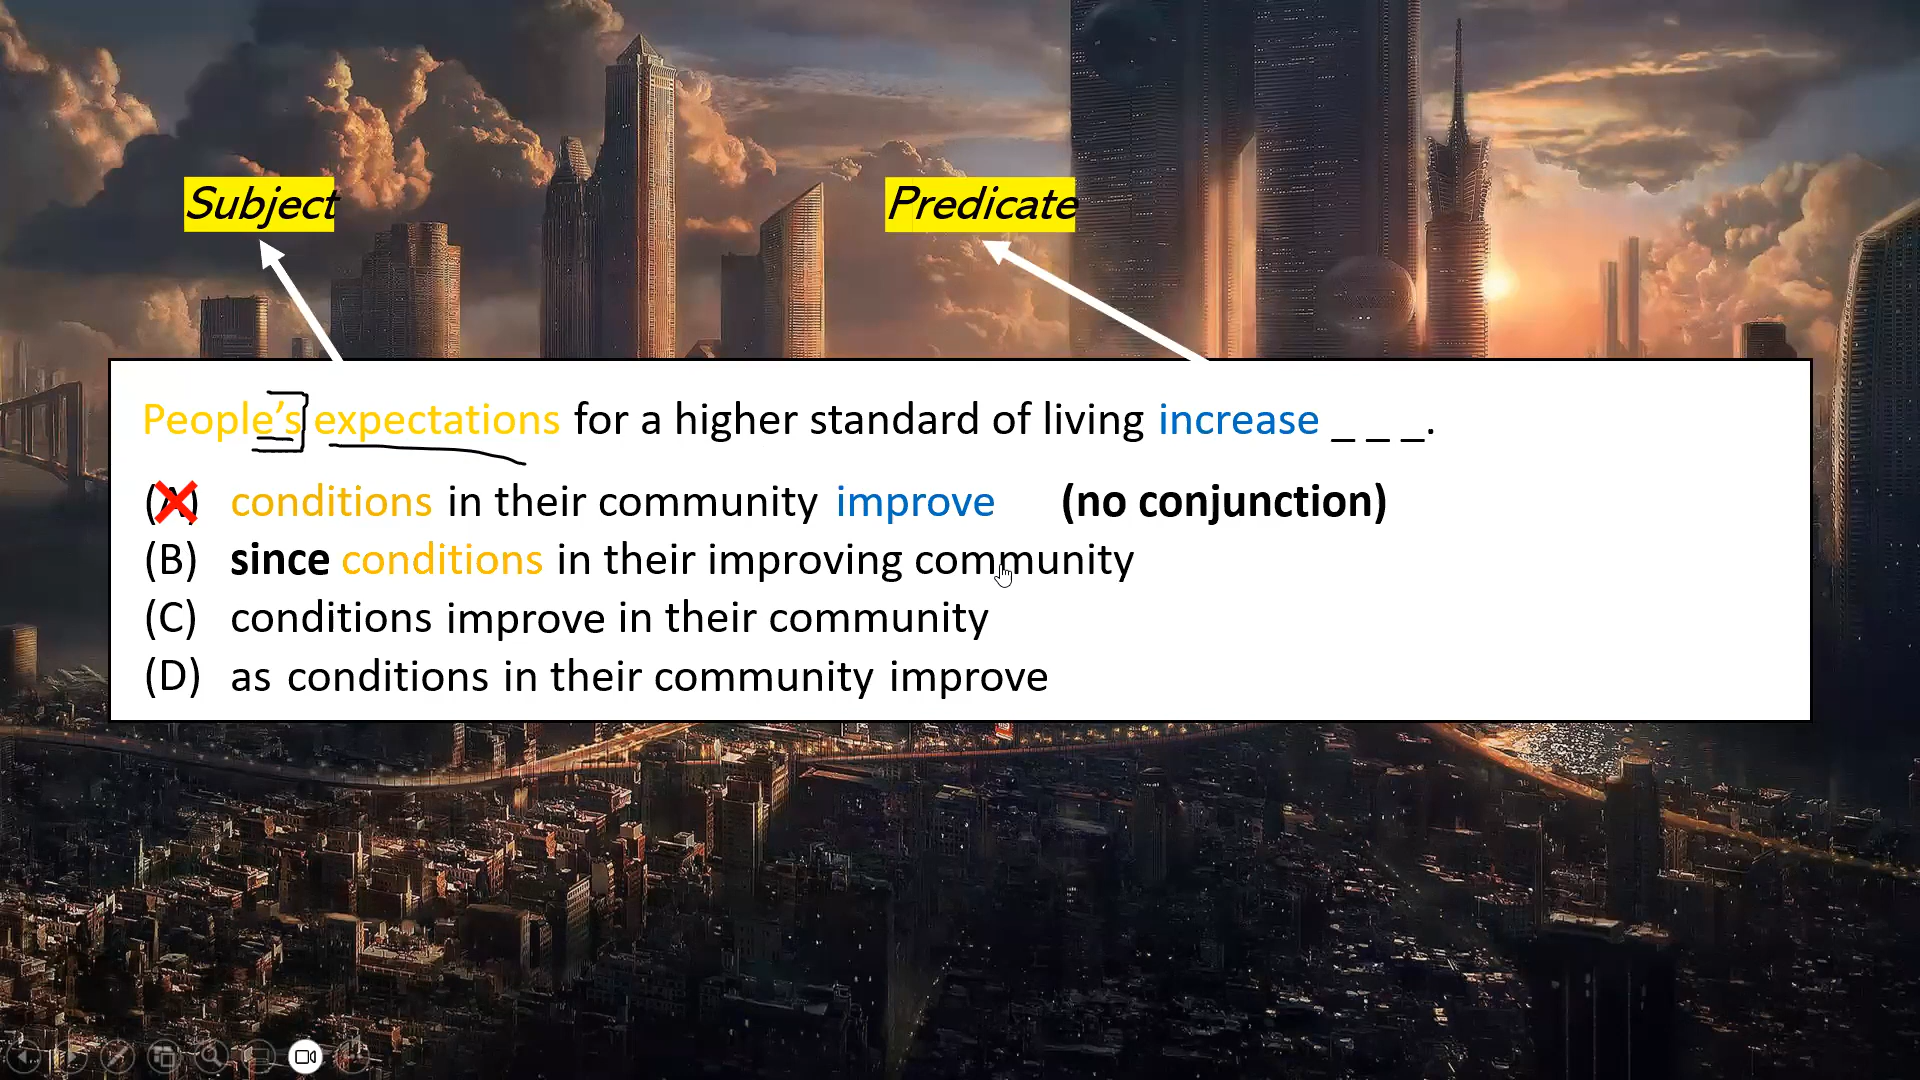 Subject
Predicate
People's expectations for a higher standard of living increase _ _ _.
(A) conditions in their community improve (no conjunction)
(B) since conditions in their improving community
(C) conditions improve in their community
(D) as conditions in their community improve